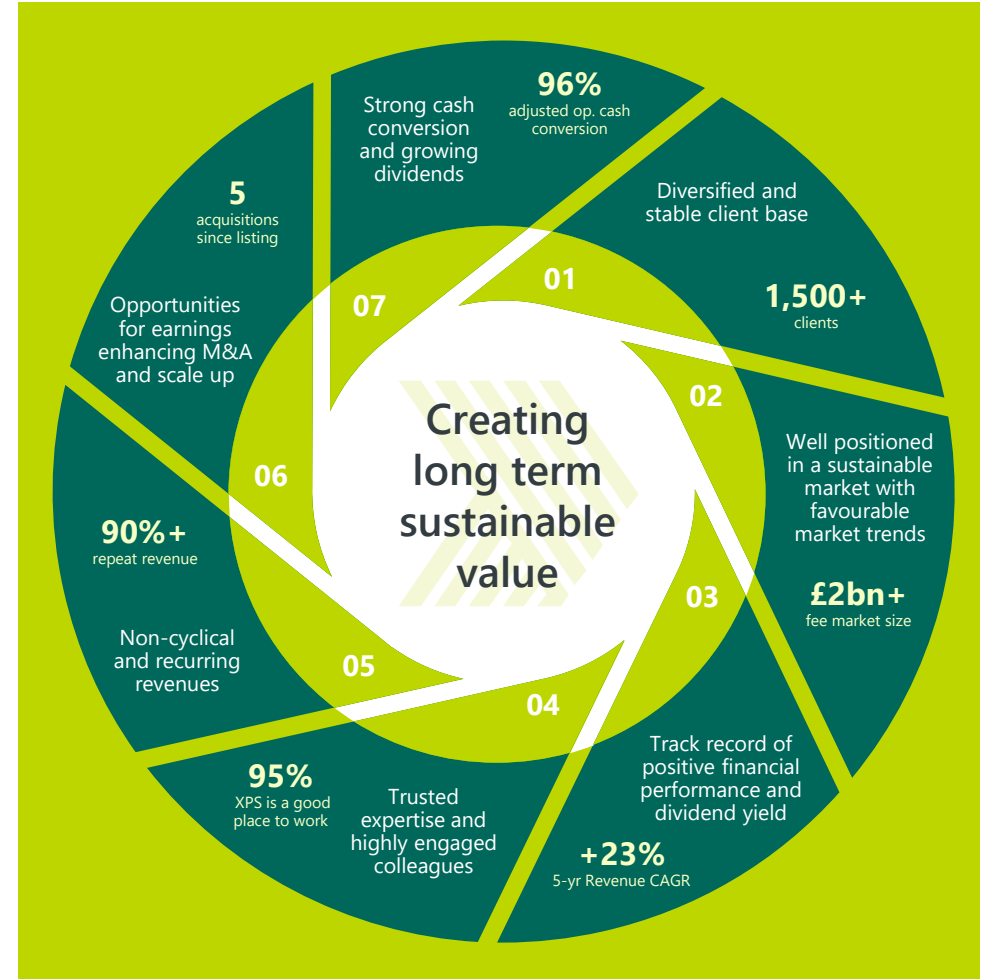 Creating
long term
sustainable
value
01
Diversified and
stable client base
1,500+
clients
02
Well positioned
in a sustainable
market with
favourable
market trends
£2bn+
fee market size
03
Track record of
positive financial
performance and
dividend yield
+23%
5-yr Revenue CAGR
04
95%
XPS is a good
place to work
Trusted
expertise and
highly engaged
colleagues
05
90%+
repeat revenue
Non-cyclical
and recurring
revenues
06
5
acquisitions
since listing
Opportunities
for earnings
enhancing M&A
and scale up
07
Strong cash
conversion
and growing
dividends
96%
adjusted op. cash
conversion